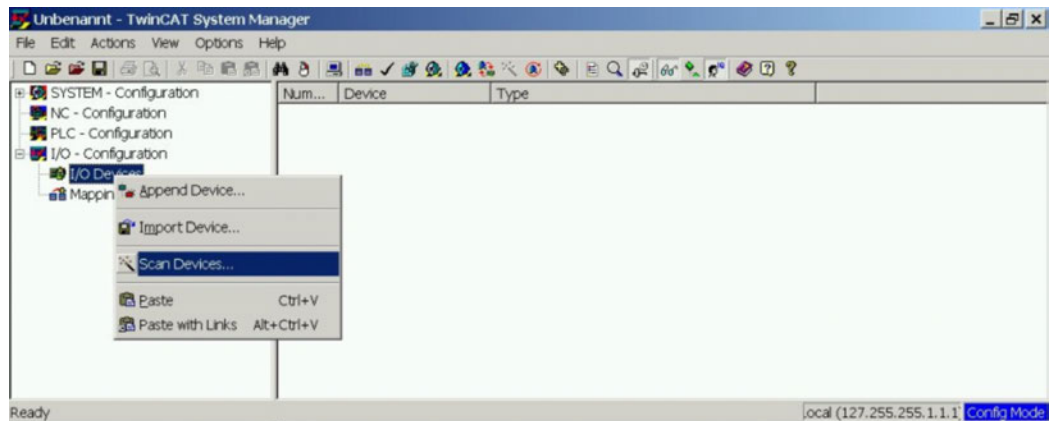 Unbenannt - TwinCAT System Manager
File Edit Actions View Options Help
SYSTEM - Configuration
NC - Configuration
PLC - Configuration
I/O - Configuration
I/O Devices
Mappin
Num... Device Type
Append Device...
Import Device...
Scan Devices...
Paste Ctrl+V
Paste with Links Alt+Ctrl+V
Ready
ocal (127.255.255.1.1.1) Config Mode